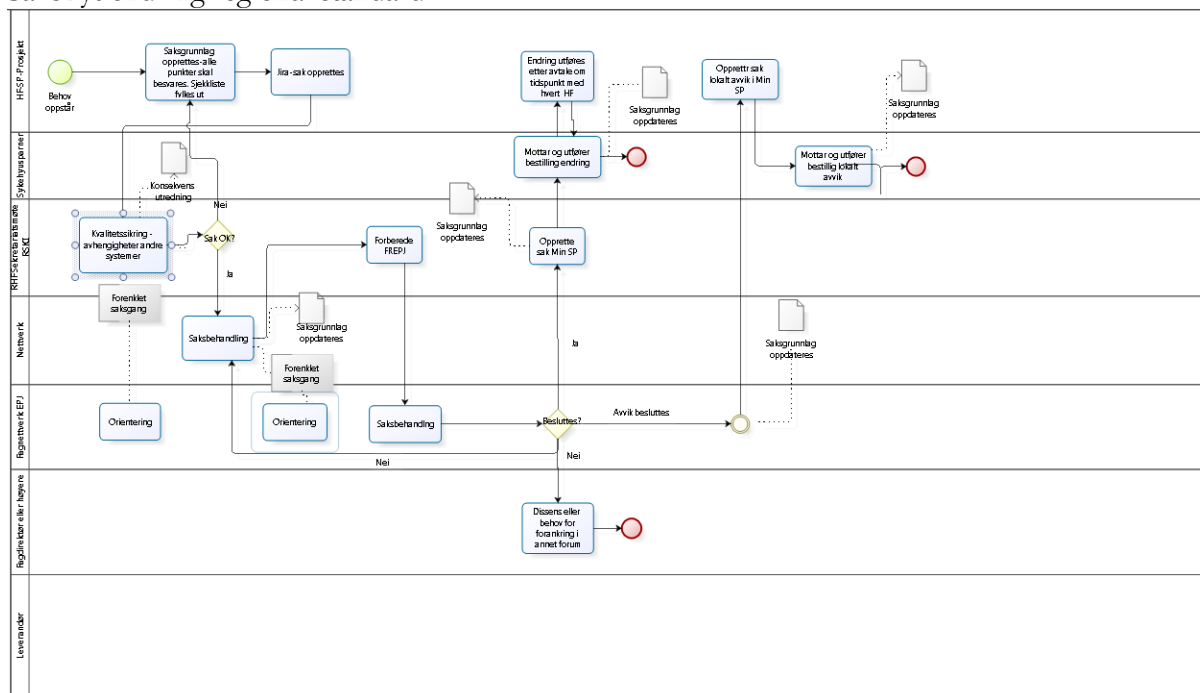 HF-SP-Prosjekt
Behov
oppstår
Saksgrunnlag
opprettes-alle
punkter skal
besvares. Sjekkliste
fylles ut
Jira-sak opprettes
Endring utføres
etter avtale om
tidspunkt med
hvert HF
Saksgrunnlag
oppdateres
Opprettr sak
lokalt avvik i Min
SP
Saksgrunnlag
oppdateres
Konsekvens
utredning
Mottar og utfører
bestilling endring
Mottar og utfører
bestillig lokalt
avvik
RHFSekretariatsmøte
RSKI
Kvalitetssikring -
avhengigheter andre
systemer
Nei
Sak OK?
Ja
Forberede
FREPJ
Saksgrunnlag
oppdateres
Opprette
sak Min SP
Forenklet
saksgang
Nettverk
Saksbehandling
Saksgrunnlag
oppdateres
Forenklet
saksgang
Ja
Saksgrunnlag
oppdateres
Fagnettverk EPJ
Orientering
Orientering
Saksbehandling
Besluttes?
Avvik besluttes
Nei
Nei
Fagdirektør eller høyere
Dissens eller
behov for
forankring i
annet forum
Leverandør